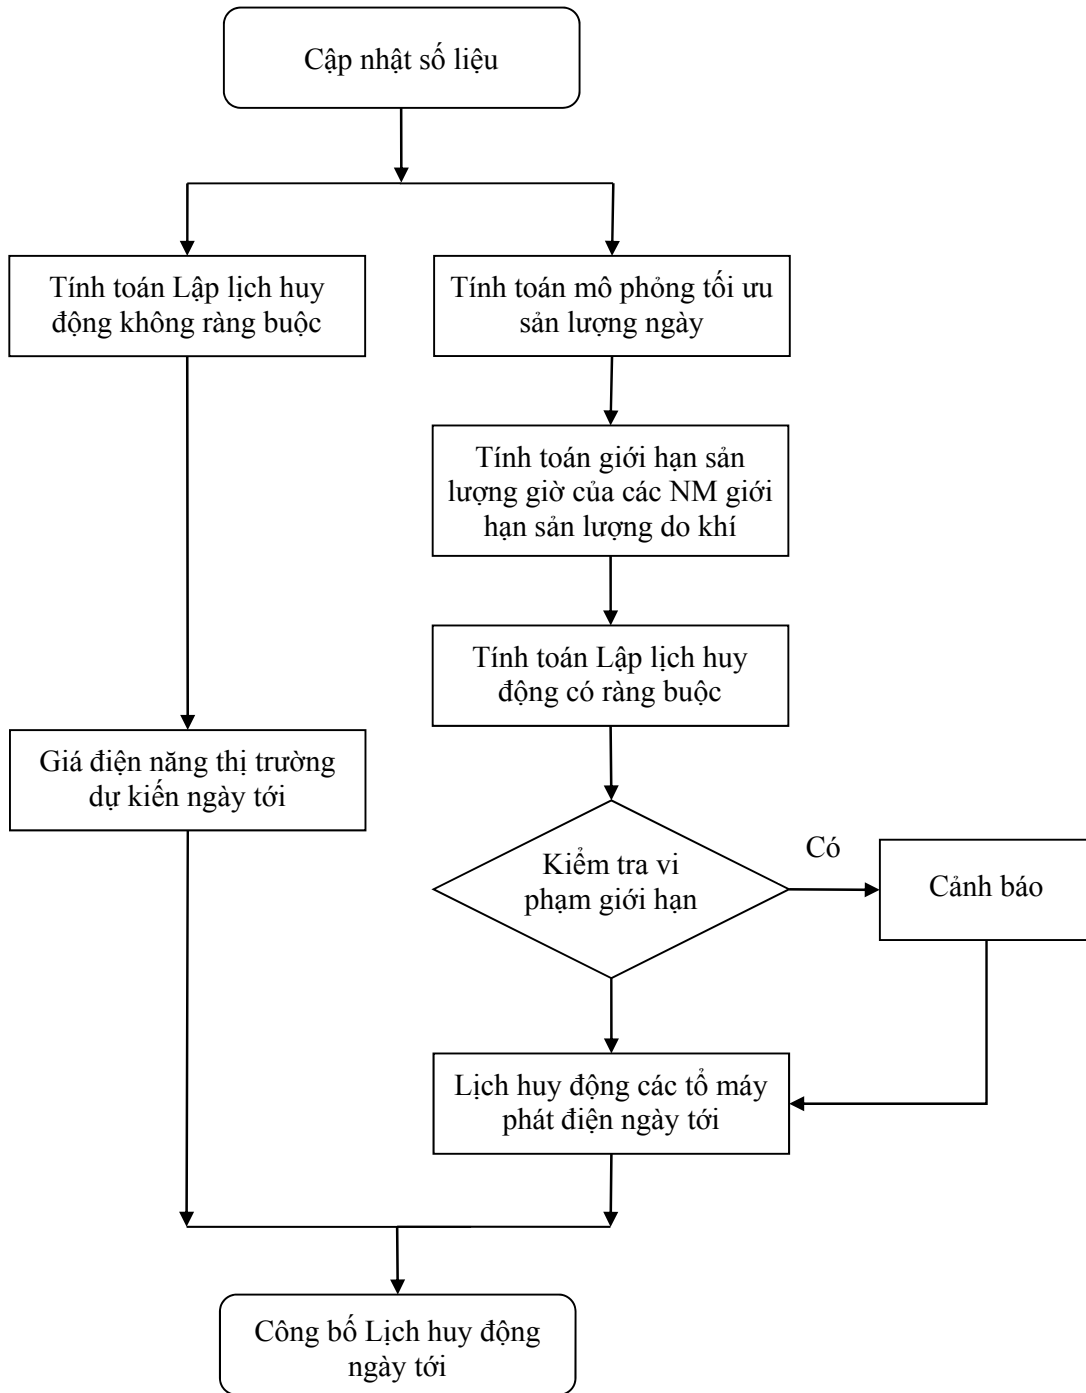 Cập nhật số liệu
Tính toán Lập lịch huy
động không ràng buộc
Tính toán mô phỏng tối ưu
sản lượng ngày
Tính toán giới hạn sản
lượng giờ của các NM giới
hạn sản lượng do khí
Tính toán Lập lịch huy
động có ràng buộc
Giá điện năng thị trường
dự kiến ngày tới
Kiểm tra vi
phạm giới hạn
Có
Cảnh báo
Lịch huy động các tổ máy
phát điện ngày tới
Công bố Lịch huy động
ngày tới